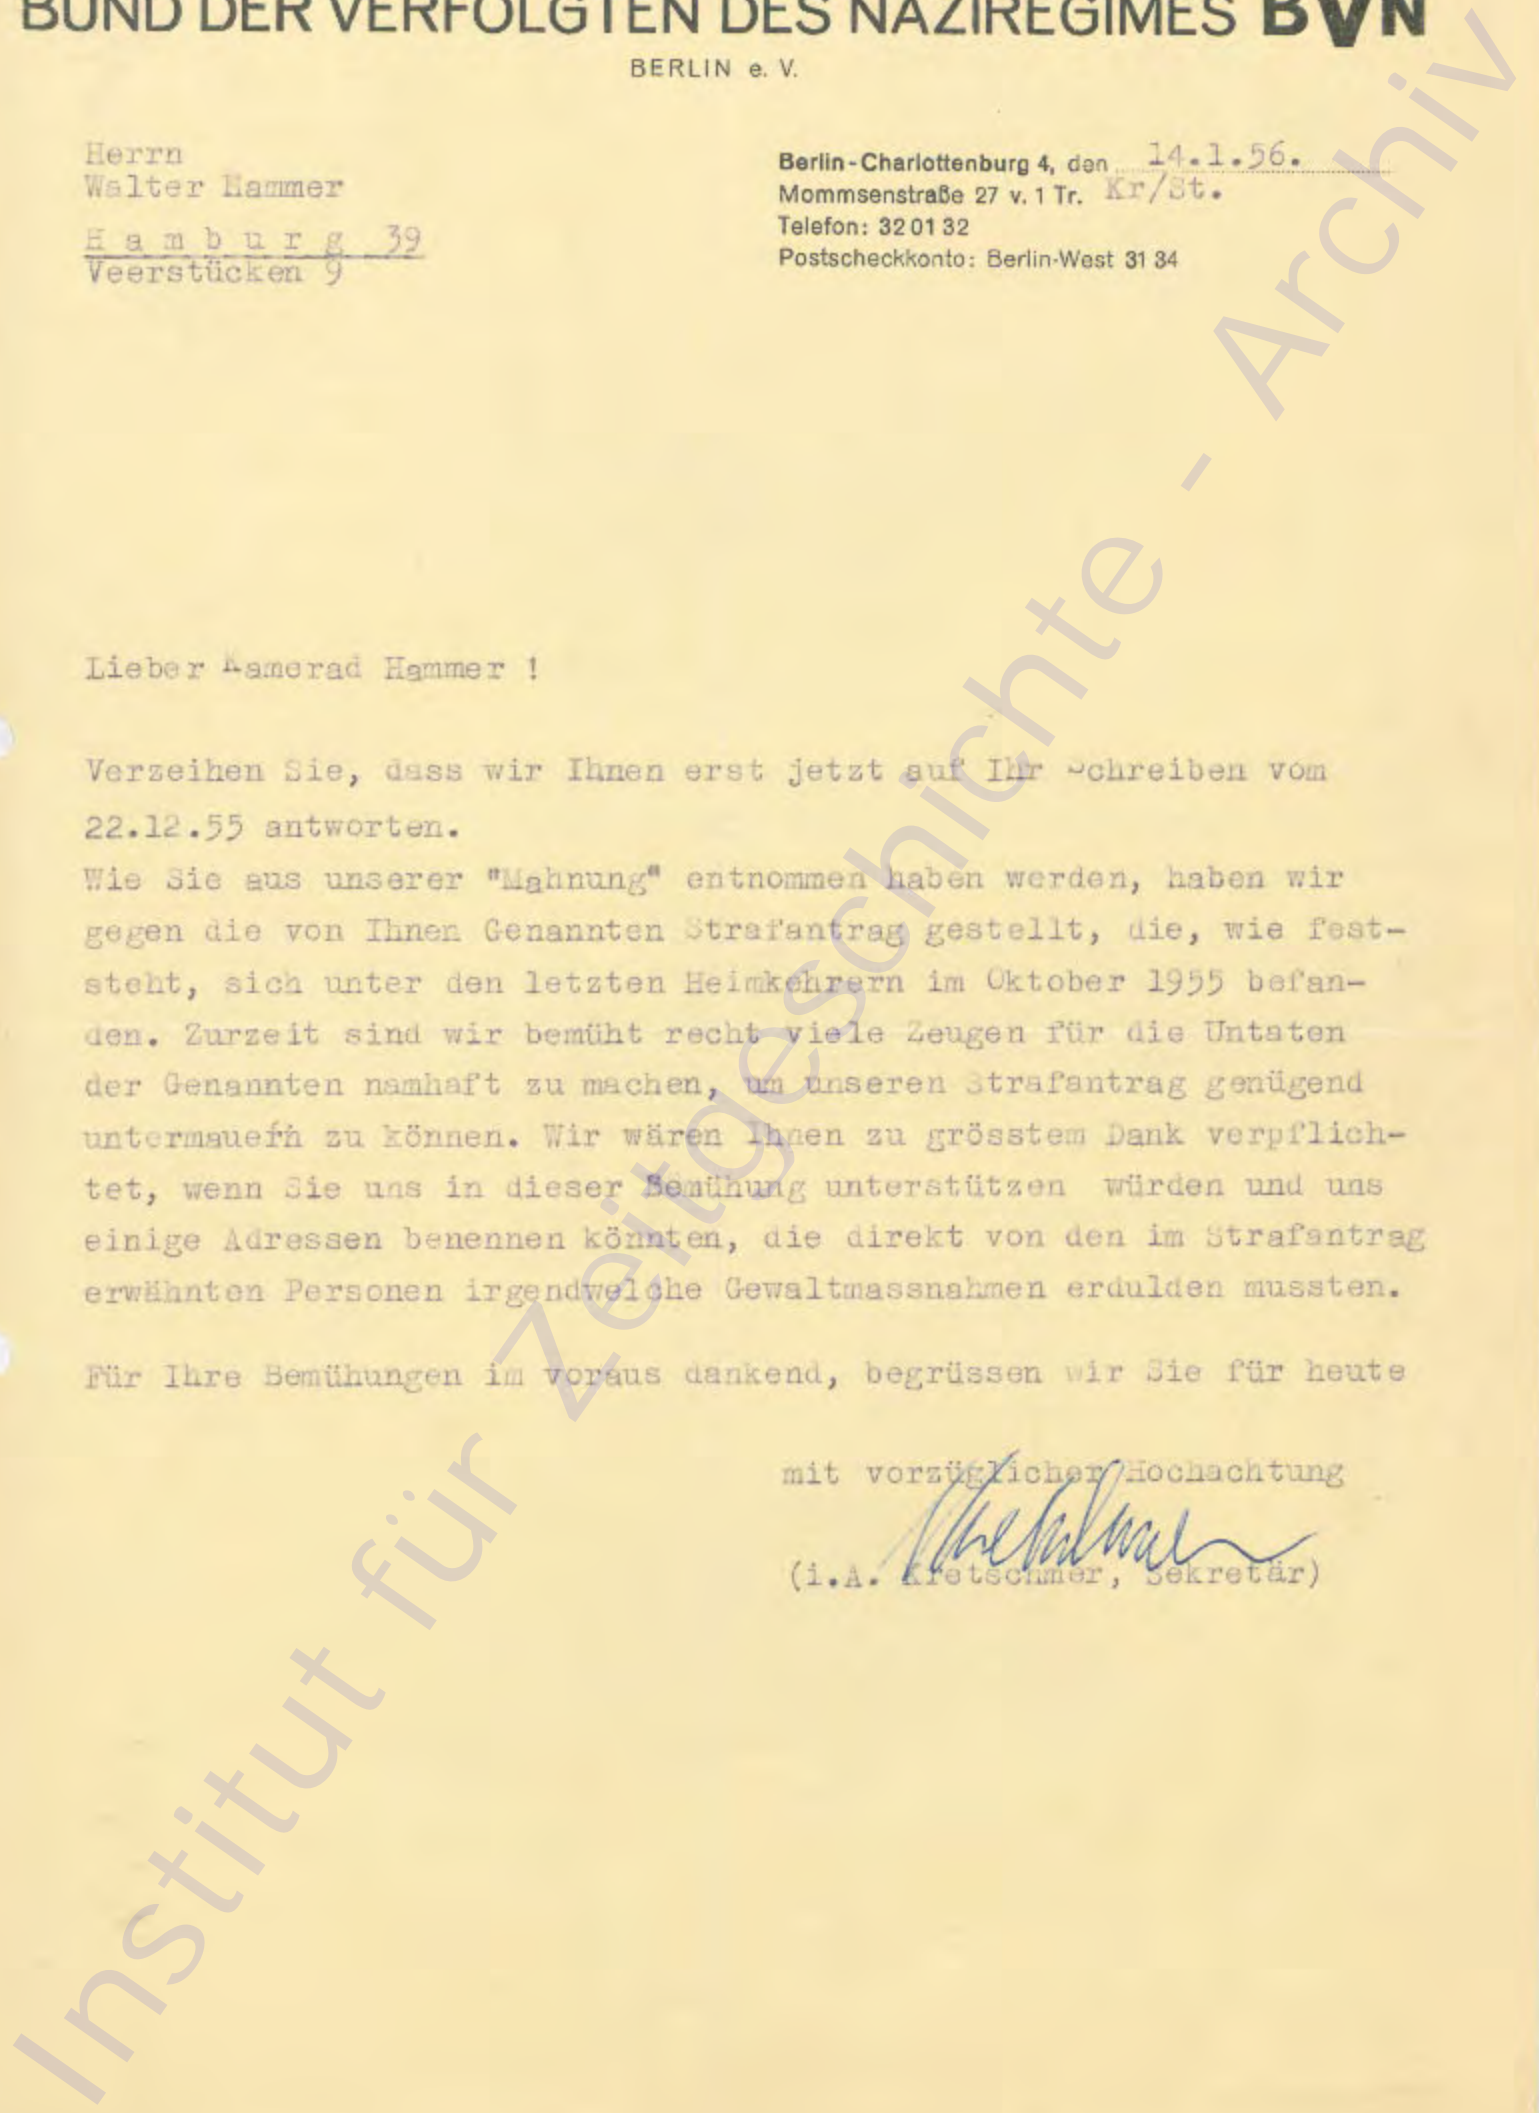 BUND DER VERFOLGTEN DES NAZIREGIMES BVN
BERLIN e. V.
Herrn
Walter Hammer
H a m b u r g 39
Veerstücken 9
Berlin-Charlottenburg 4, den 14.1.56.
Mommsenstraße 27 v. 1 Tr. Kr/St.
Telefon: 32 01 32
Postscheckkonto: Berlin-West 31 34
Lieber Kamerad Hammer !
Verzeihen Sie, dass wir Ihnen erst jetzt auf Ihr Schreiben vom
22.12.55 antworten.
Wie Sie aus unserer "Mahnung" entnommen haben werden, haben wir
gegen die von Ihnen Genannten Strafantrag gestellt, die, wie fest-
steht, sich unter den letzten Heimkehrern im Oktober 1955 befan-
den. Zurzeit sind wir bemüht recht viele Zeugen für die Untaten
der Genannten namhaft zu machen, um unseren Strafantrag genügend
untermauern zu können. Wir wären Ihnen zu grösstem Dank verpflich-
tet, wenn Sie uns in dieser Bemühung unterstützen würden und uns
einige Adressen benennen könnten, die direkt von den im Strafantrag
erwähnten Personen irgendwelche Gewaltmassnahmen erdulden mussten.
Für Ihre Bemühungen im voraus dankend, begrüssen wir Sie für heute
mit vorzüglicher Hochachtung
(i.A. Kretschmer, Sekretär)
Institut für Zeitgeschichte - Archiv